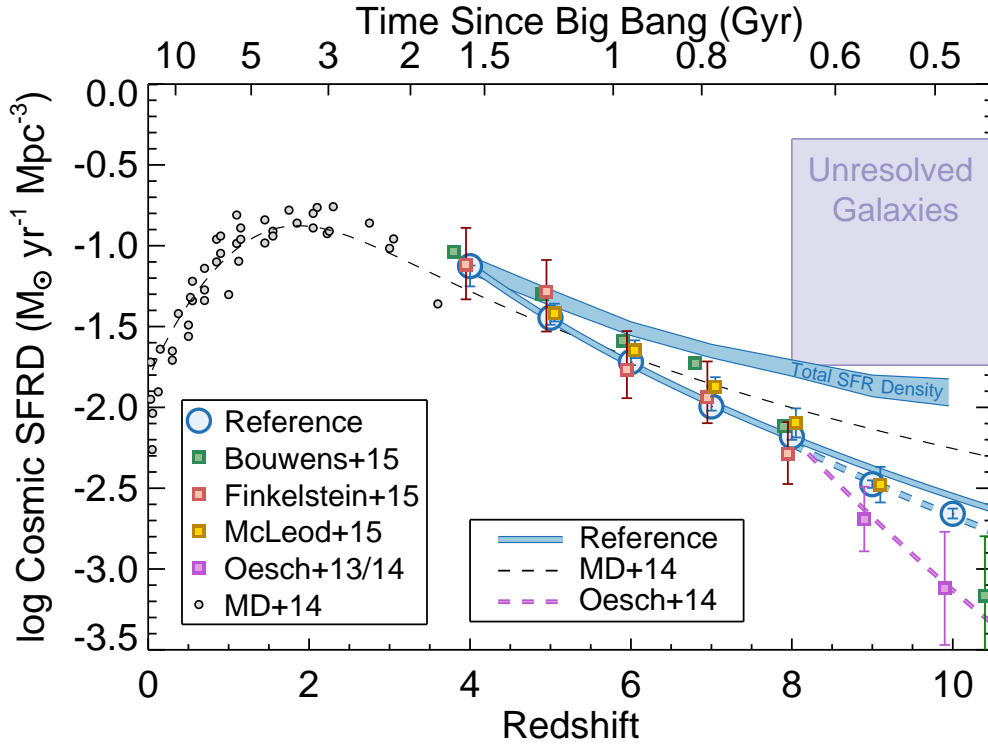 Time Since Big Bang (Gyr)
10 5 4 3 2 1.5 1 0.8 0.6 0.5
log Cosmic SFRD (M☉ yr⁻¹ Mpc⁻³)
0.0
-0.5
-1.0
-1.5
-2.0
-2.5
-3.0
-3.5
Unresolved
Galaxies
Total SFR Density
Reference
Bouwens+15
Finkelstein+15
McLeod+15
Oesch+13/14
MD+14
Reference
MD+14
Oesch+14
0 2 4 6 8 10
Redshift